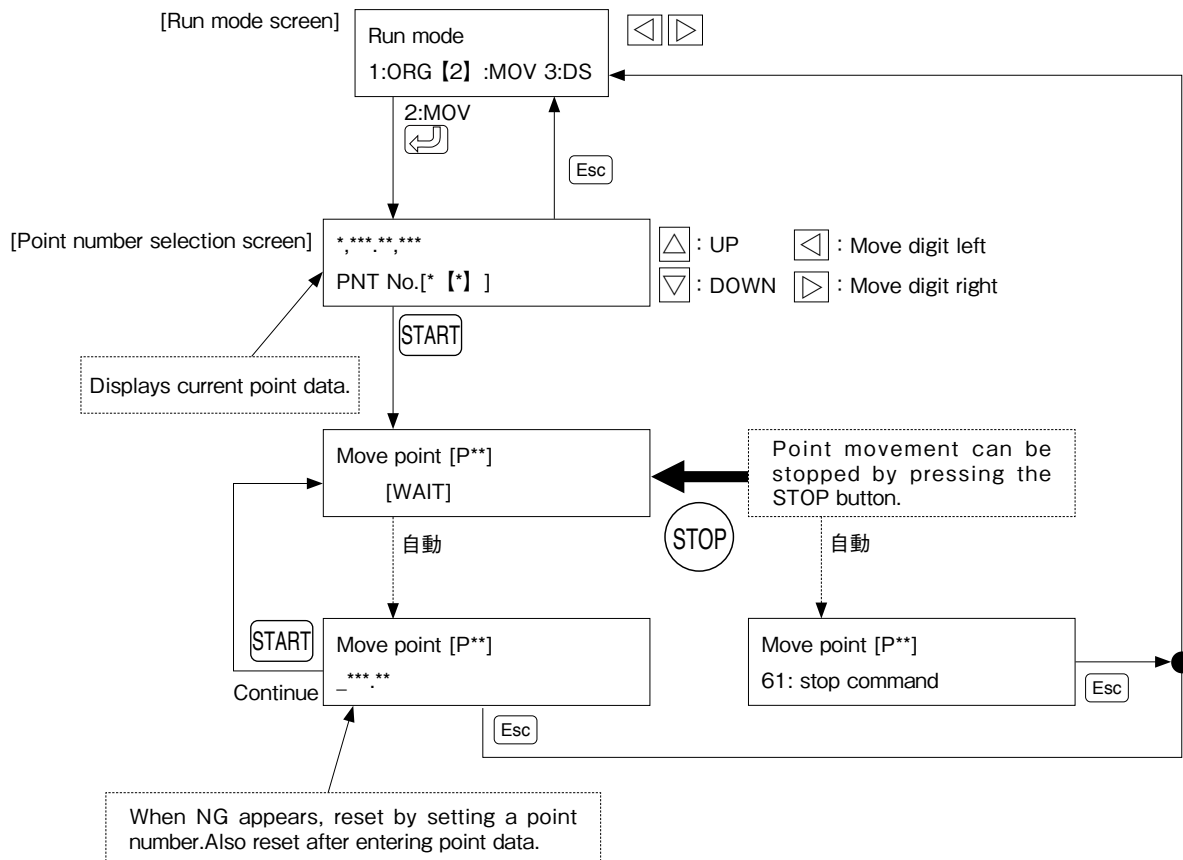 [Run mode screen]
Run mode
1:ORG【2】:MOV 3:DS
2:MOV
Esc
[Point number selection screen]
*,***.**,***
PNT No.[*【*】]
: UP
: Move digit left
: DOWN
: Move digit right
START
Displays current point data.
Move point [P**]
[WAIT]
Point movement can be
stopped by pressing the
STOP button.
STOP
自動
自動
START
Continue
Move point [P**]
_***.**
Move point [P**]
61: stop command
Esc
Esc
When NG appears, reset by setting a point
number.Also reset after entering point data.